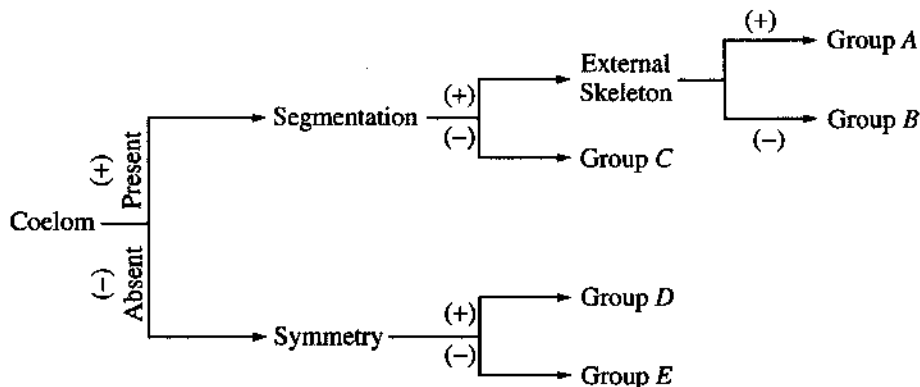 (+)
Group A
External
Skeleton
(+)
Segmentation
(-)
Group B
(-)
Group C
(+)
Present
Coelom
(-)
Absent
Group D
(+)
Symmetry
(-)
Group E